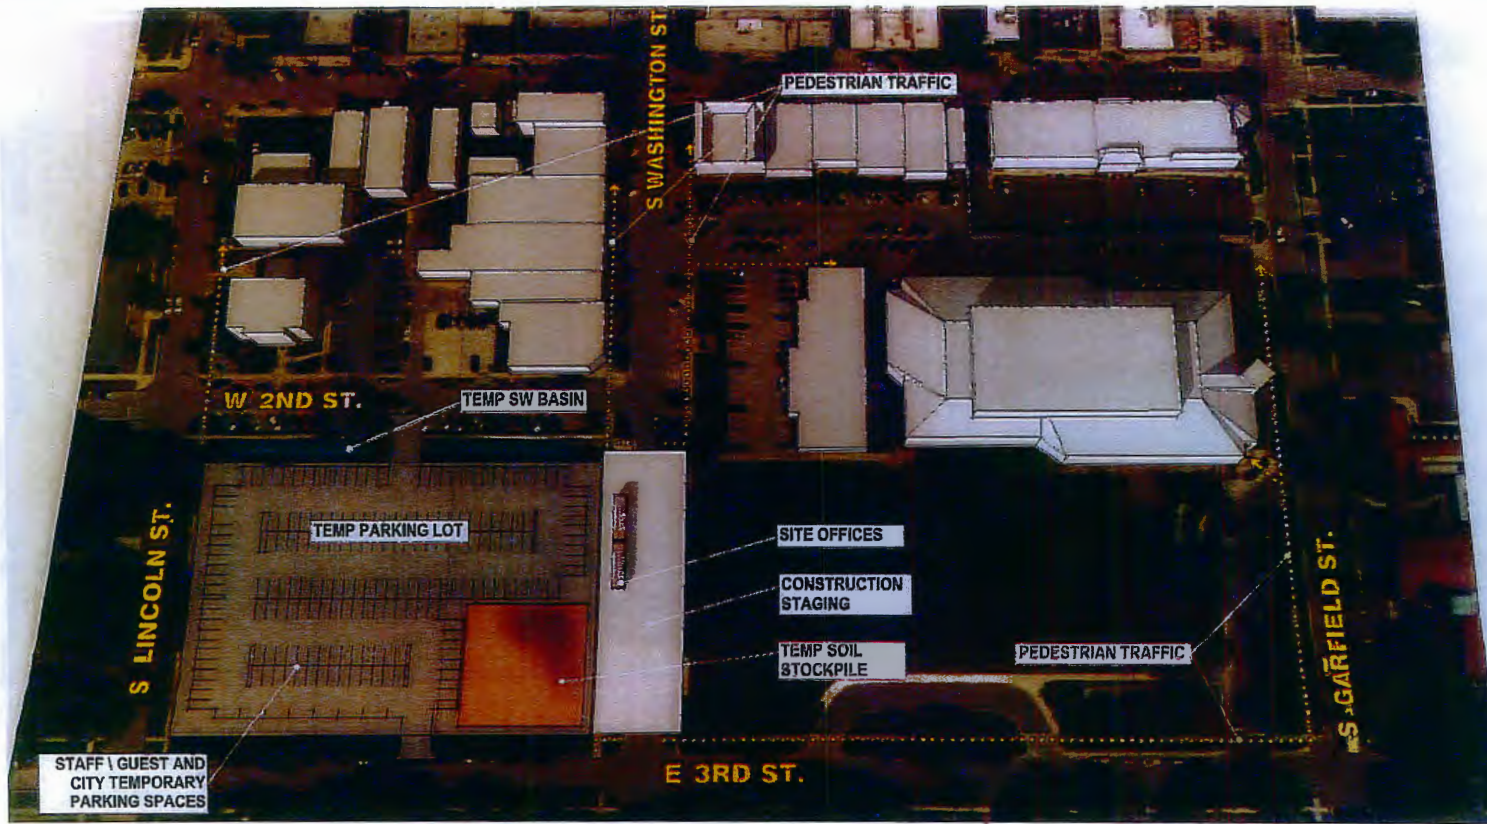 S WASHINGTON ST.
PEDESTRIAN TRAFFIC
W 2ND ST.
TEMP SW BASIN
S LINCOLN ST.
TEMP PARKING LOT
SITE OFFICES
CONSTRUCTION
STAGING
TEMP SOIL
STOCKPILE
PEDESTRIAN TRAFFIC
S. GARFIELD ST.
STAFF \ GUEST AND
CITY TEMPORARY
PARKING SPACES
E 3RD ST.